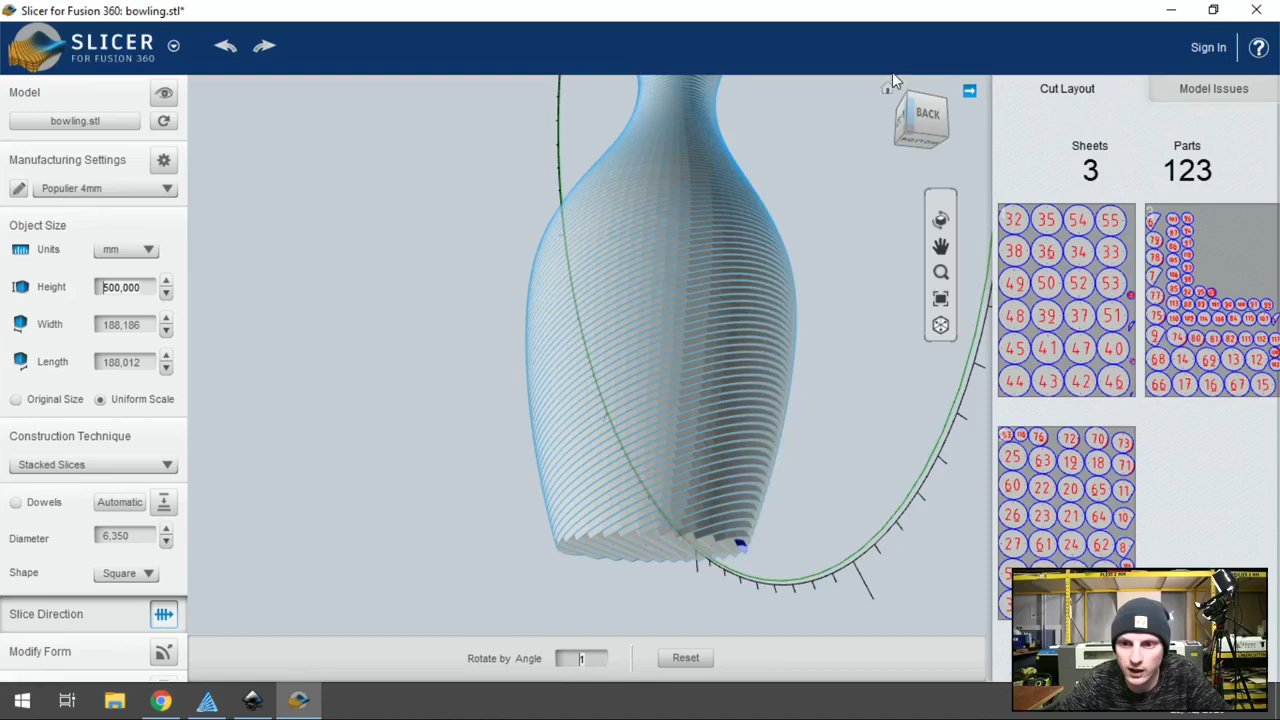 Slicer for Fusion 360: bowling.stl*
SLICER
FOR FUSION 360
Sign In
?
Model
bowling.stl
Manufacturing Settings
Populier 4mm
Object Size
Units
mm
Height
500,000
Width
188,186
Length
188,012
Original Size
Uniform Scale
Construction Technique
Stacked Slices
Dowels
Automatic
Diameter
6,350
Shape
Square
Slice Direction
Modify Form
BACK
Rotate by Angle
1
Reset
Cut Layout
Model Issues
Sheets
Parts
3
123
32 35 54 55
38 36 34 33
49 50 52 53
48 39 37 51
45 41 47 40
44 43 42 46
68 14 69 13 12
66 17 16 67 15
76 72 70 73
25 63 19 18 71
60 22 20 65 11
26 23 21 64 10
27 61 24 62 8